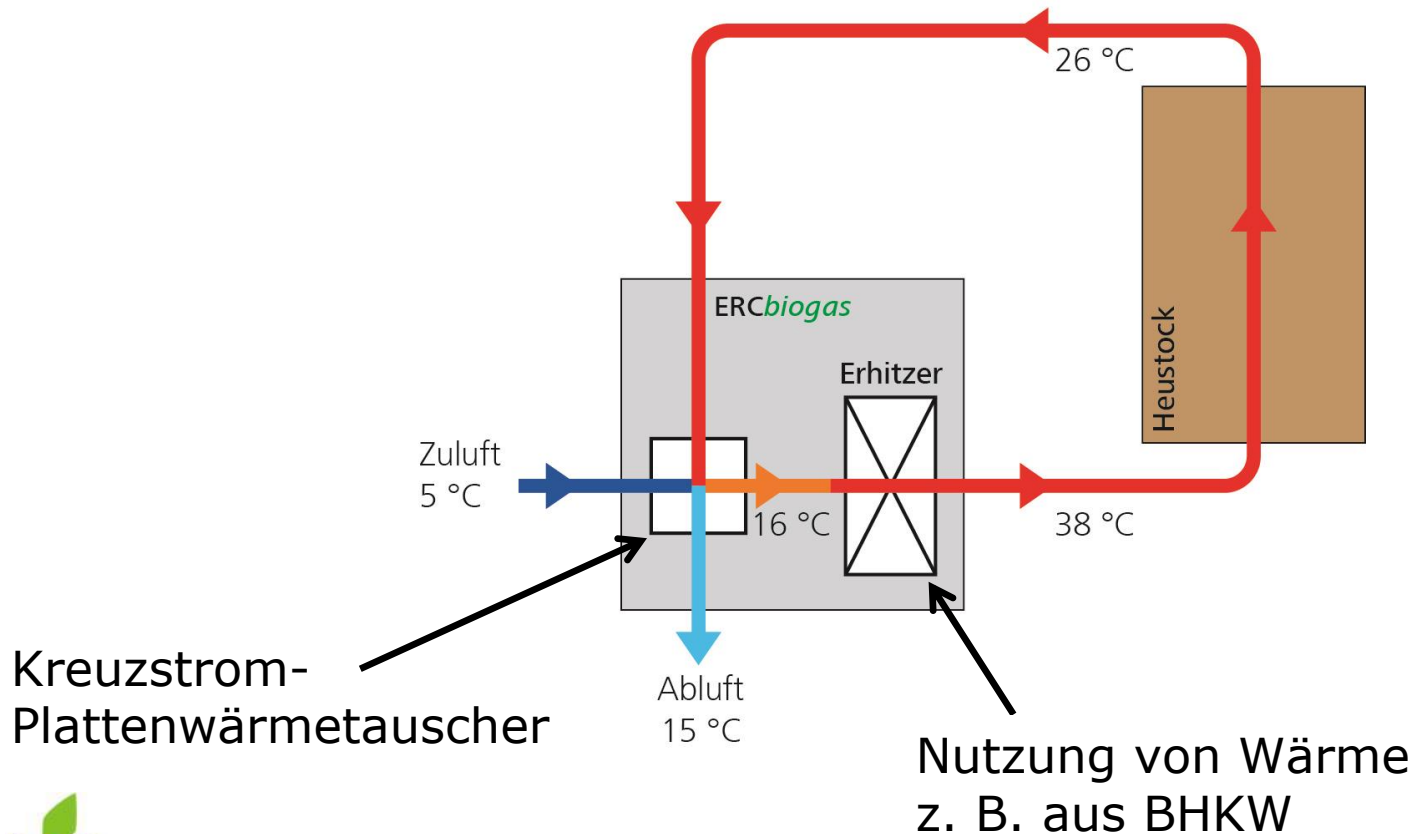 26 °C
Heustock
ERCbiogas
Erhitzer
Zuluft
5 °C
16 °C
38 °C
Kreuzstrom-
Plattenwärmetauscher
Abluft
15 °C
Nutzung von Wärme
z. B. aus BHKW